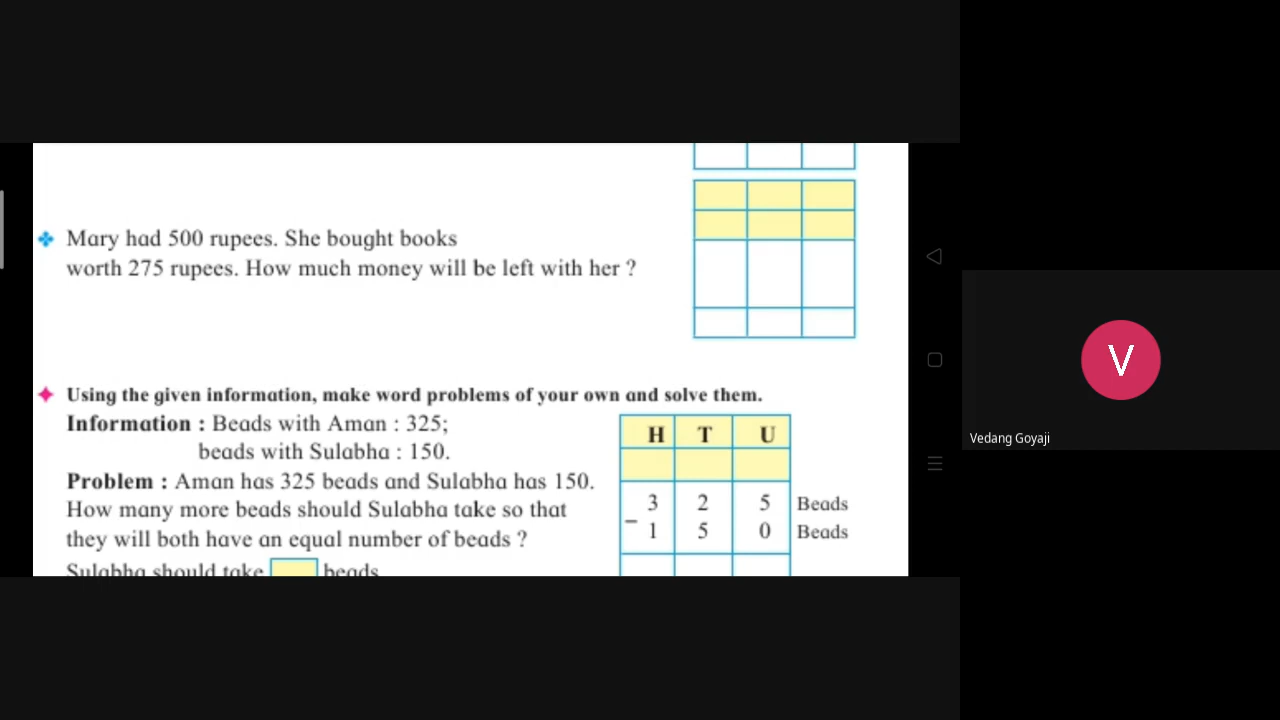 Mary had 500 rupees. She bought books
worth 275 rupees. How much money will be left with her ?
Using the given information, make word problems of your own and solve them.
Information : Beads with Aman : 325;
beads with Sulabha : 150.
Problem : Aman has 325 beads and Sulabha has 150.
How many more beads should Sulabha take so that
they will both have an equal number of beads ?
Sulabha should take beads
H T U
3 2 5 Beads
– 1 5 0 Beads
V
Vedang Goyaji